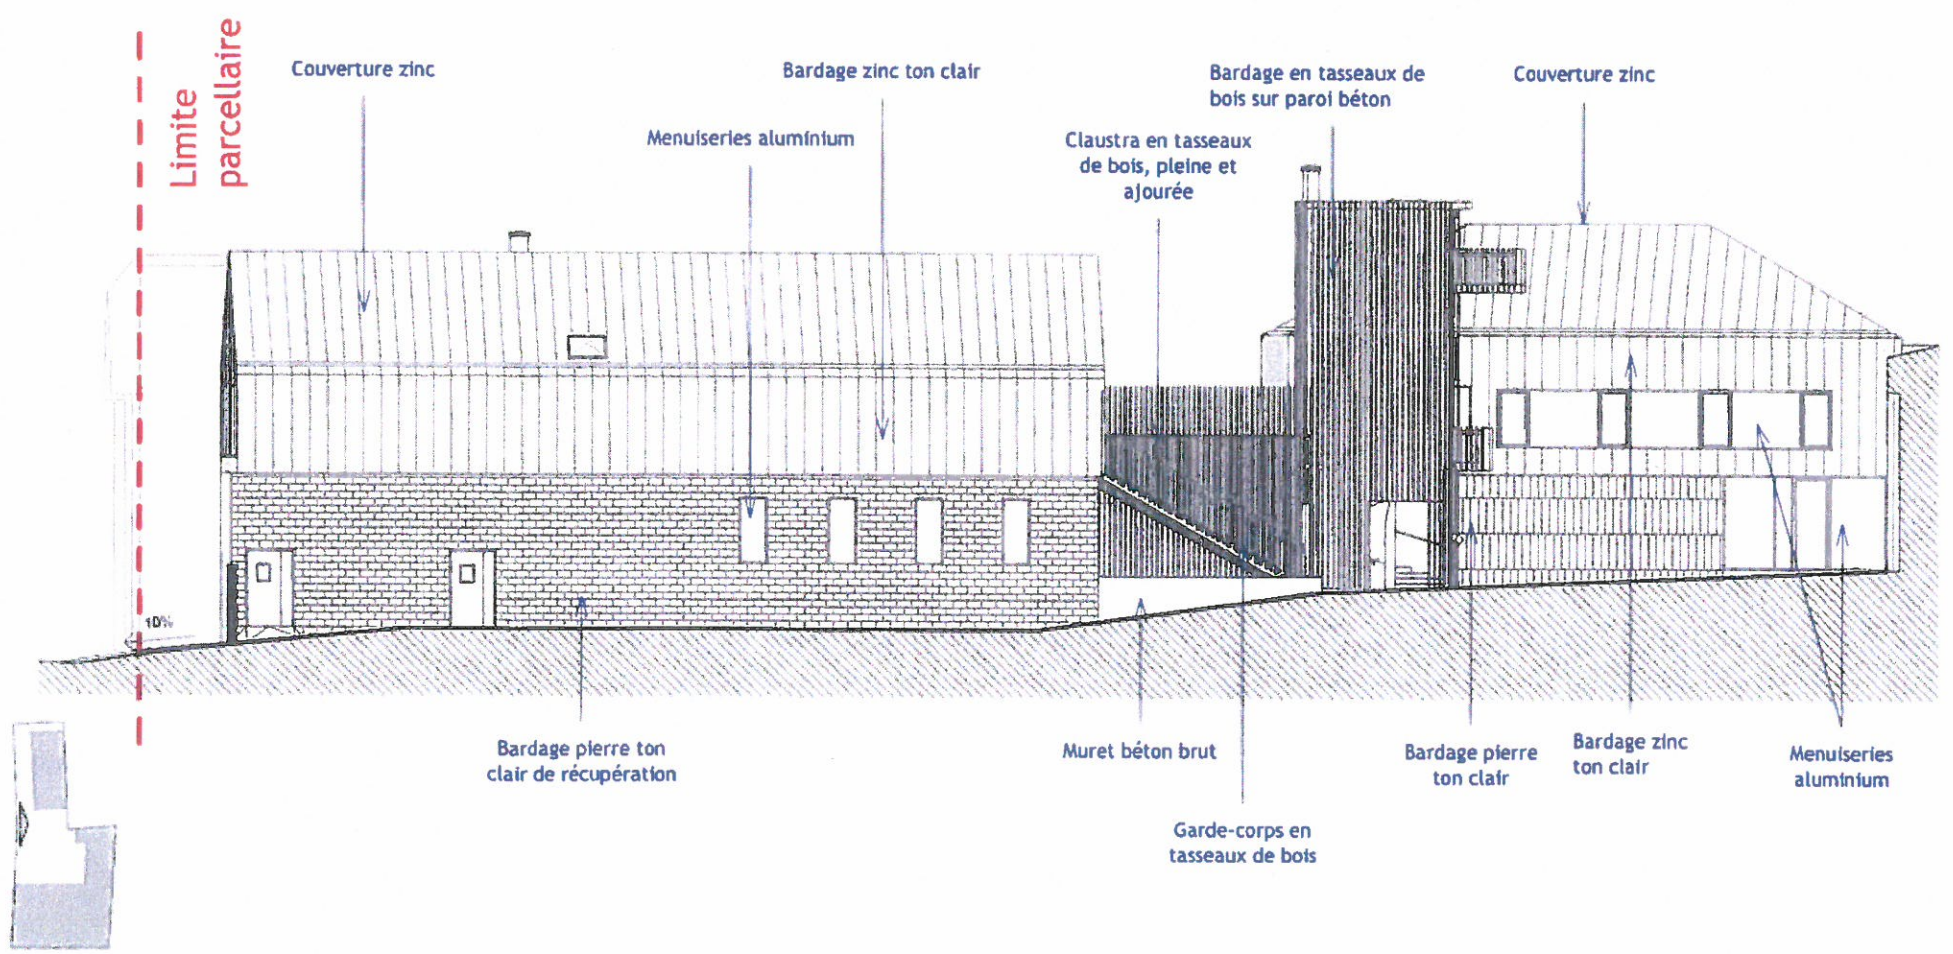 Limite
parcellaire
Couverture zinc
Bardage zinc ton clair
Menuiseries aluminium
Claustra en tasseaux
de bois, pleine et
ajourée
Bardage en tasseaux de
bois sur paroi béton
Couverture zinc
10%
Bardage pierre ton
clair de récupération
Muret béton brut
Garde-corps en
tasseaux de bois
Bardage pierre
ton clair
Bardage zinc
ton clair
Menuiseries
aluminium